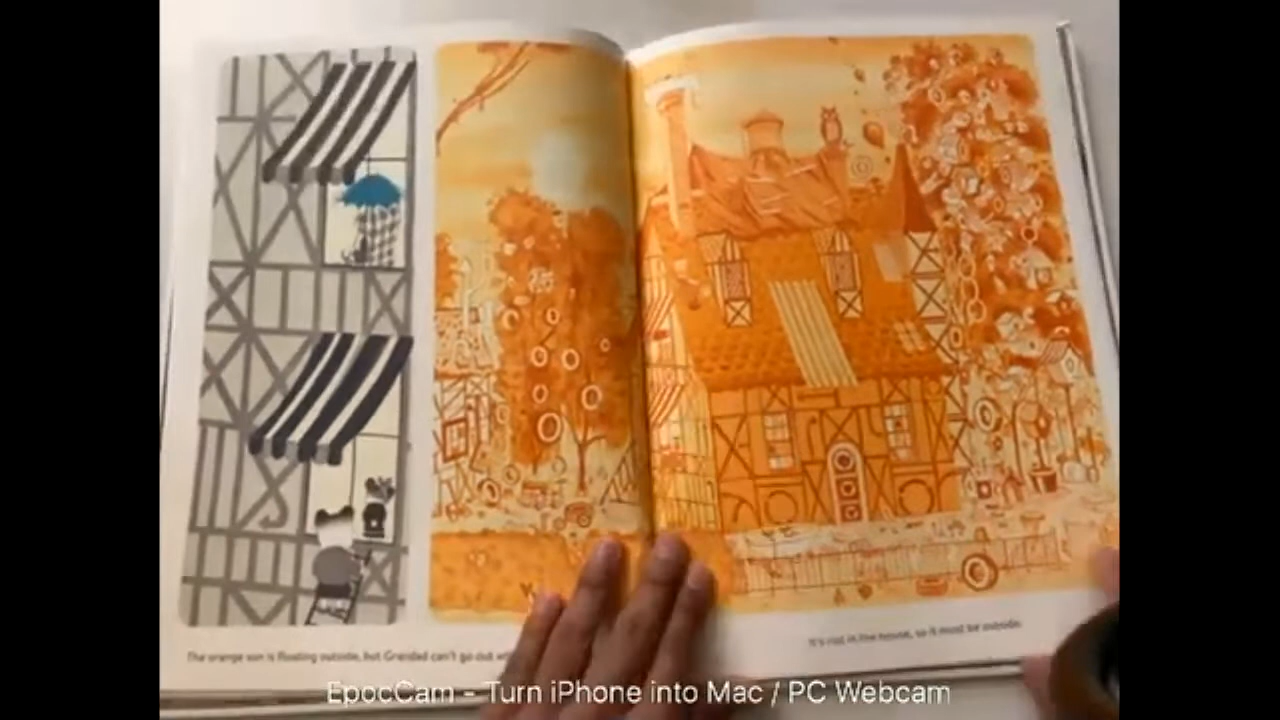 The orange sun is floating outside, but Grandad can't go out
It's not in the house, so it must be outside.
EpocCam - Turn iPhone into Mac / PC Webcam